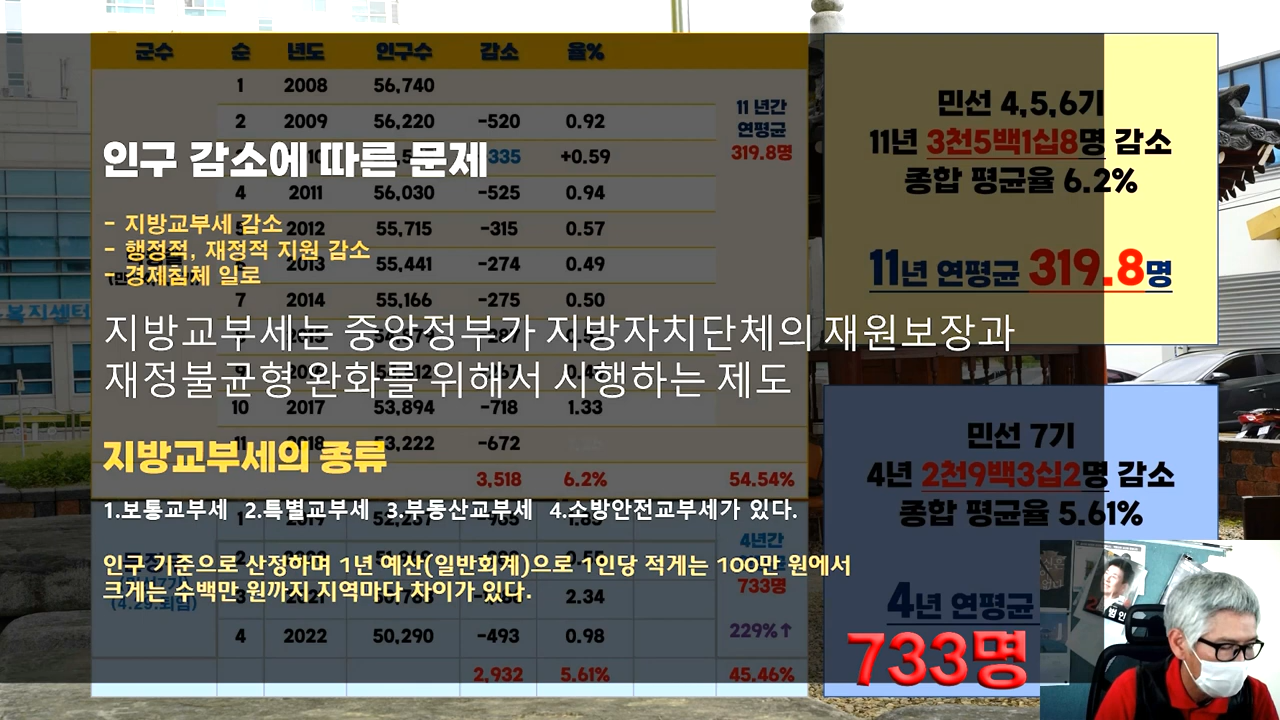 군수 순 년도 인구수 감소 율%
1 2008 56,740
11 년간
연평균
319.8명
2 2009 56,220 -520 0.92
335 +0.59
4 2011 56,030 -525 0.94
5 2012 55,715 -315 0.57
2013 55,441 -274 0.49
7 2014 55,166 -275 0.50
10 2017 53,894 -718 1.33
11 2018 53,222 -672
3,518 6.2% 54.54%
4년간
733명
(4.29.퇴임)
2.34
4 2022 50,290 -493 0.98
229%↑
2,932 5.61% 45.46%
인구 감소에 따른 문제
- 지방교부세 감소
- 행정적, 재정적 지원 감소
- 경제침체 일로
지방교부세는 중앙정부가 지방자치단체의 재원보장과
재정불균형 완화를 위해서 시행하는 제도
지방교부세의 종류
1.보통교부세 2.특별교부세 3.부동산교부세 4.소방안전교부세가 있다.
인구 기준으로 산정하며 1년 예산(일반회계)으로 1인당 적게는 100만 원에서
크게는 수백만 원까지 지역마다 차이가 있다.
민선 4,5,6기
11년 3천5백1십8명 감소
종합 평균율 6.2%
11년 연평균 319.8명
민선 7기
4년 2천9백3십2명 감소
종합 평균율 5.61%
4년 연평균
733명
복지센터
범인